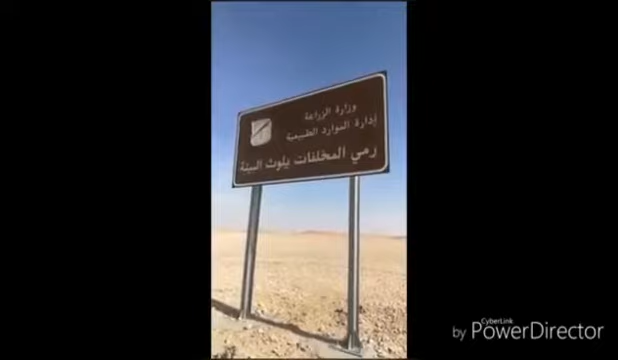 وزارة الزراعة
إدارة الموارد الطبيعية
رمي المخلفات يلوث البيئة
CyberLink
by PowerDirector